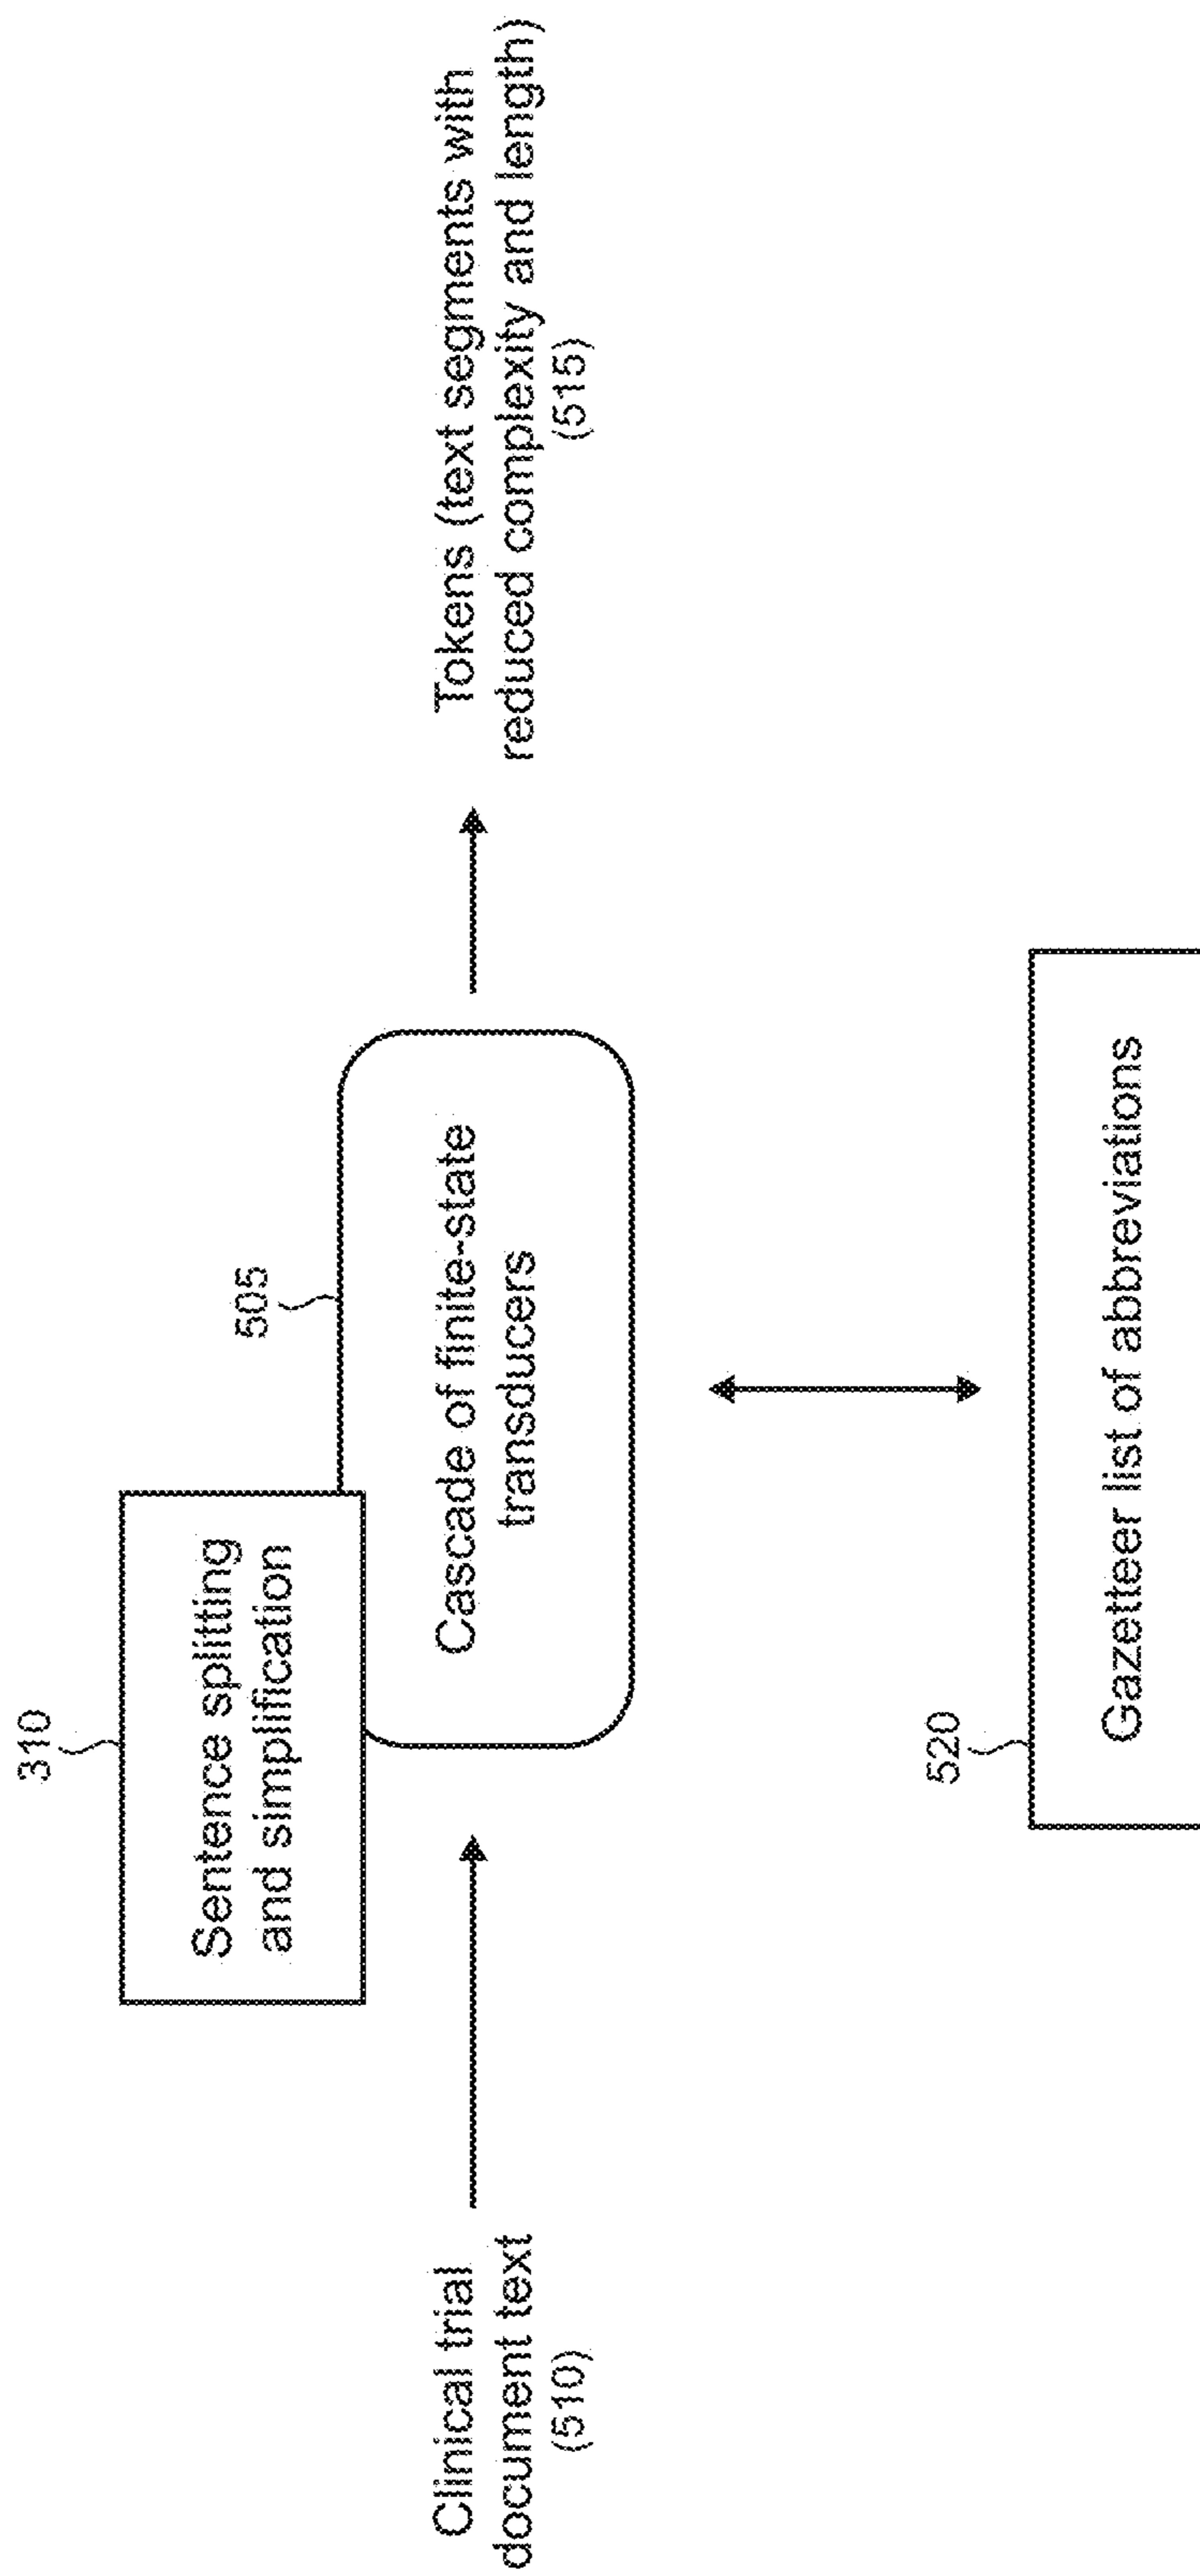 310
Sentence splitting
and simplification
505
Clinical trial
document text
(510)
Cascade of finite-state
transducers
Tokens (text segments with
reduced complexity and length)
(515)
520
Gazetteer list of abbreviations